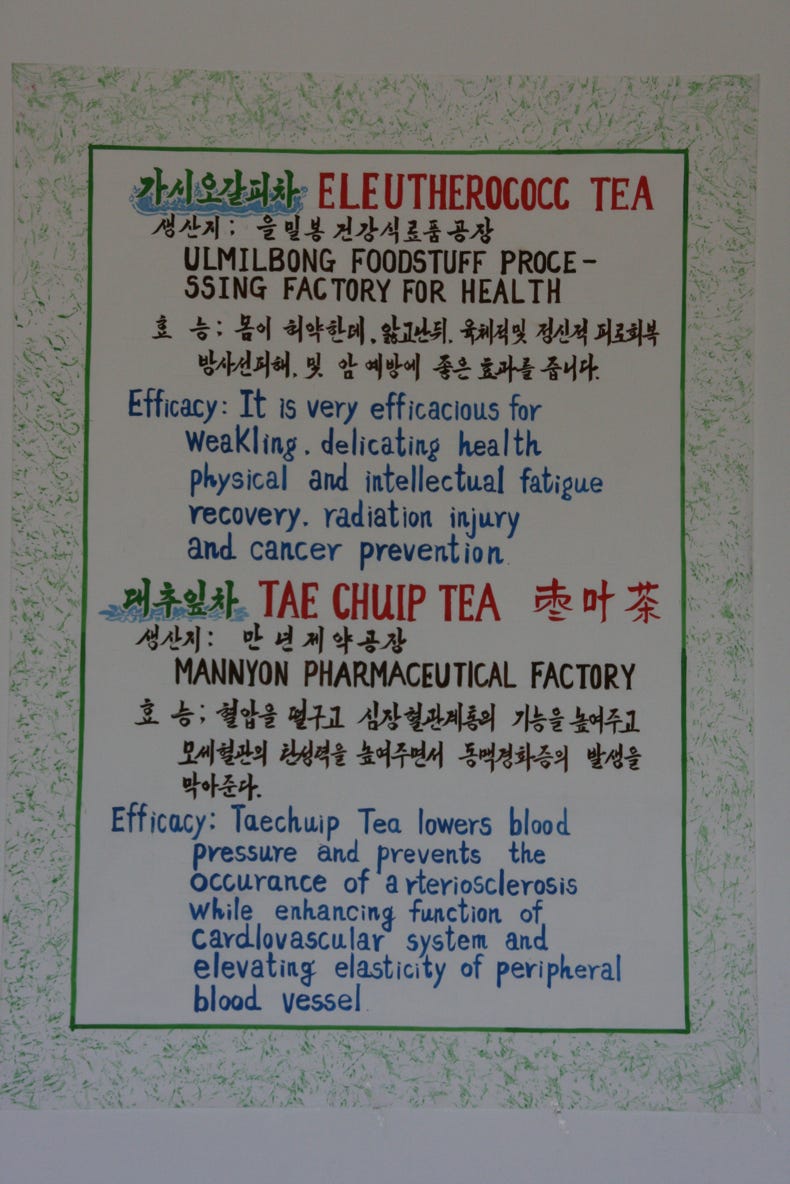 가시오갈피차 ELEUTHEROCOCC TEA
생산지: 을밀봉 건강식료품공장
ULMILBONG FOODSTUFF PROCE-
SSING FACTORY FOR HEALTH
효 능; 몸이 허약한데. 앓고난뒤. 육체적및 정신적 피로회복
방사선피해. 및 암 예방에 좋은 효과를 줍니다.
Efficacy: It is very efficacious for
weakling. delicating health
physical and intellectual fatigue
recovery. radiation injury
and cancer prevention
대추잎차 TAE CHUIP TEA 枣叶茶
생산지: 만년제약공장
MANNYON PHARMACEUTICAL FACTORY
효 능; 혈압을 떨구고 심장혈관계통의 기능을 높여주고
모세혈관의 탄성력을 높여주면서 동맥경화증의 발생을
막아준다.
Efficacy: Taechuip Tea lowers blood
pressure and prevents the
occurance of arteriosclerosis
while enhancing function of
cardlovascular system and
elevating elasticity of peripheral
blood vessel